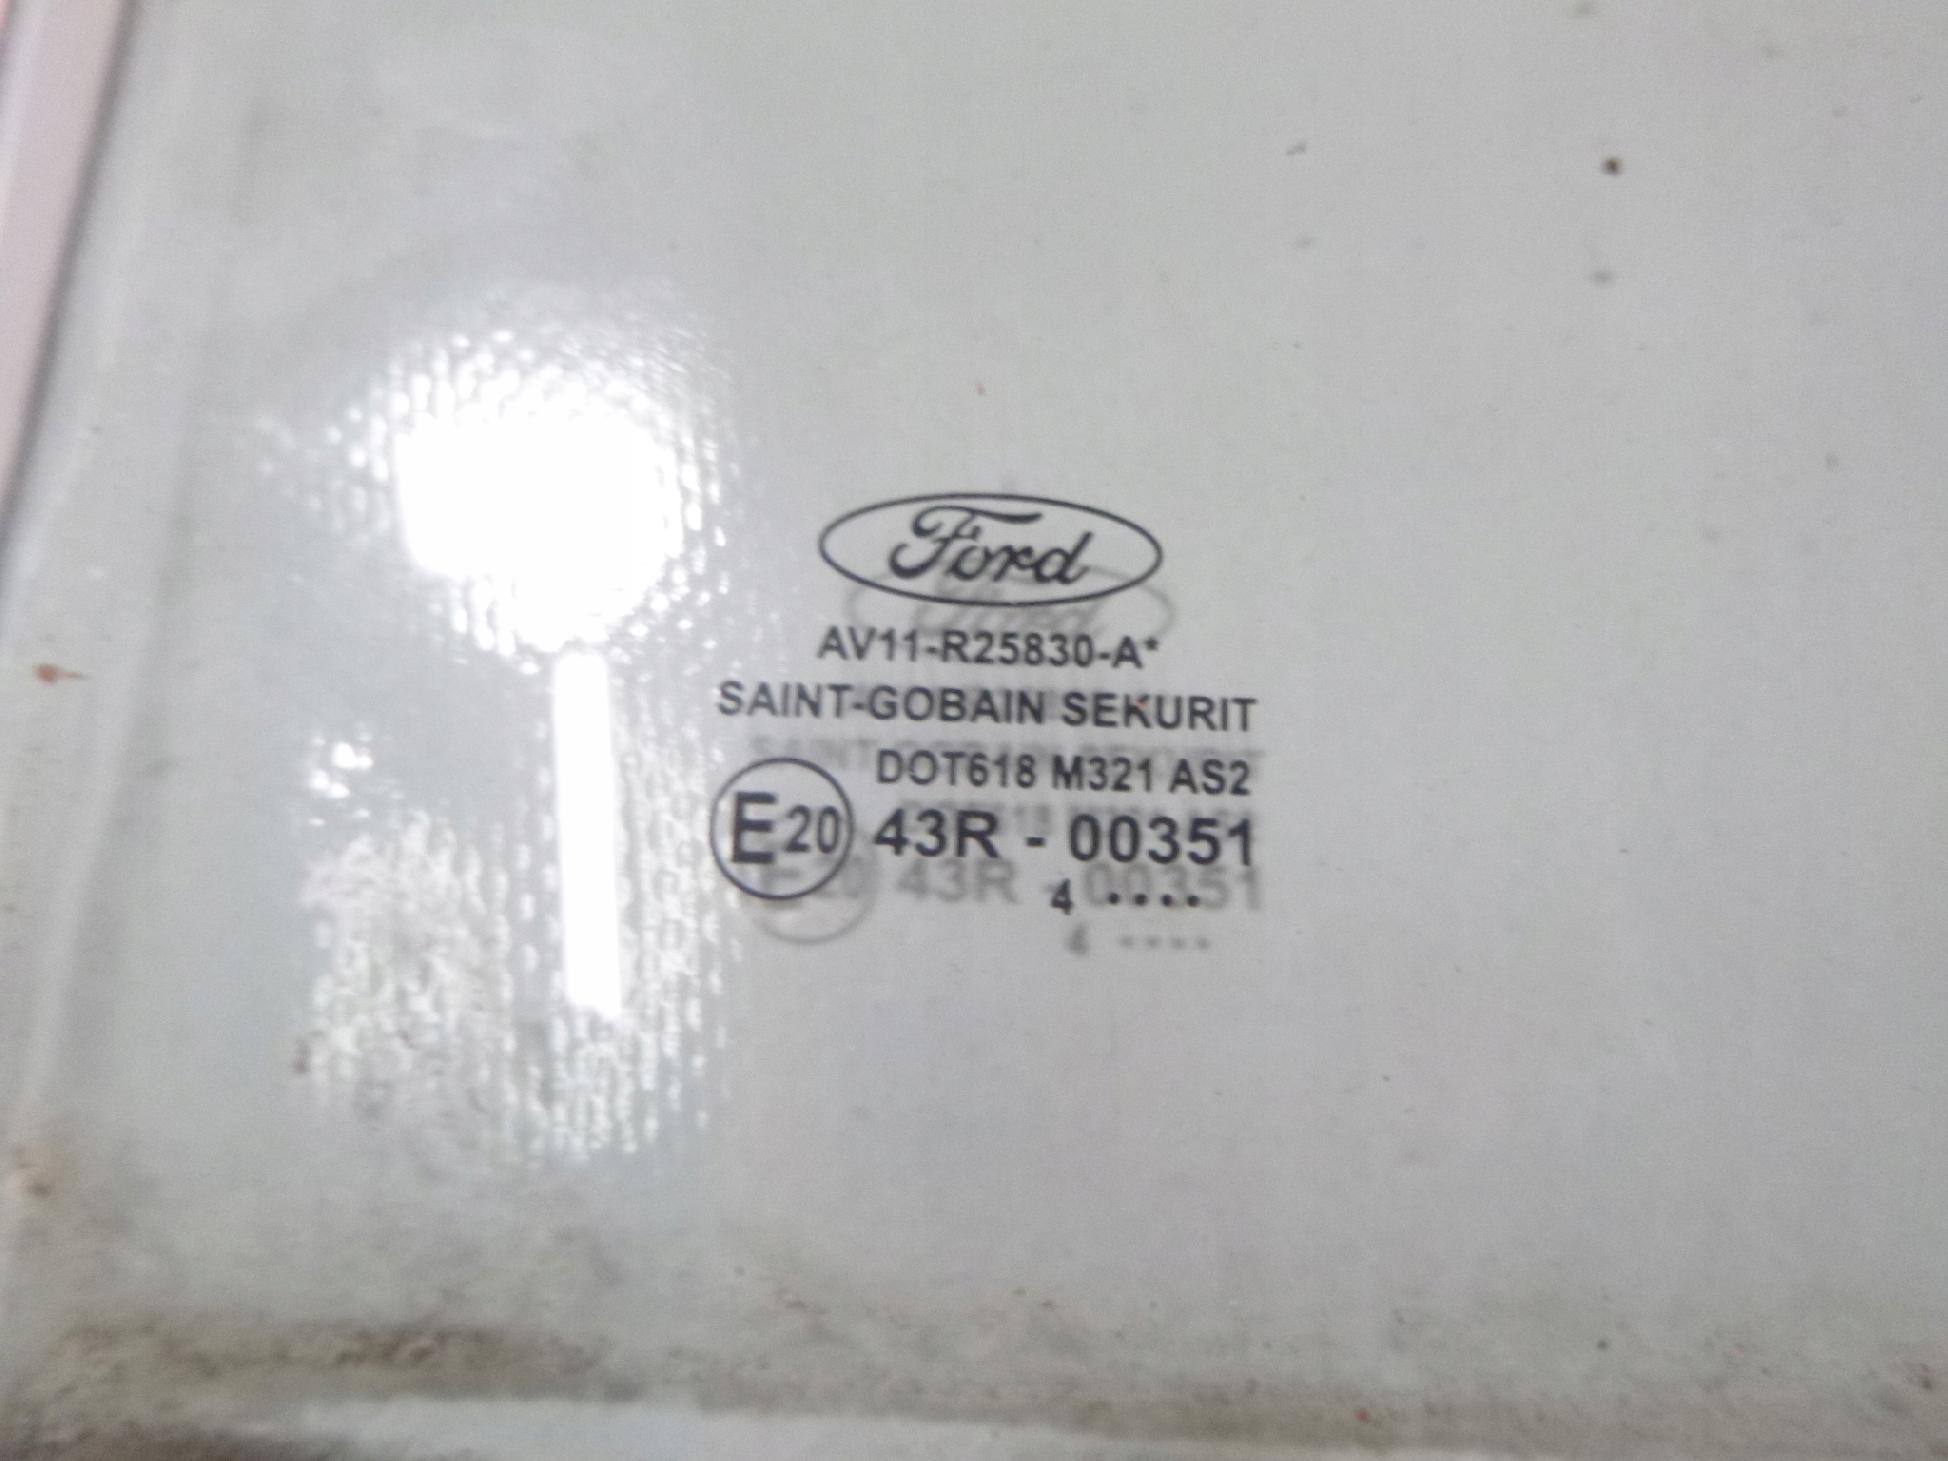 Ford
AV11-R25830-A*
SAINT-GOBAIN SEKURIT
DOT618 M321 AS2
E20 43R - 00351
4 ••••